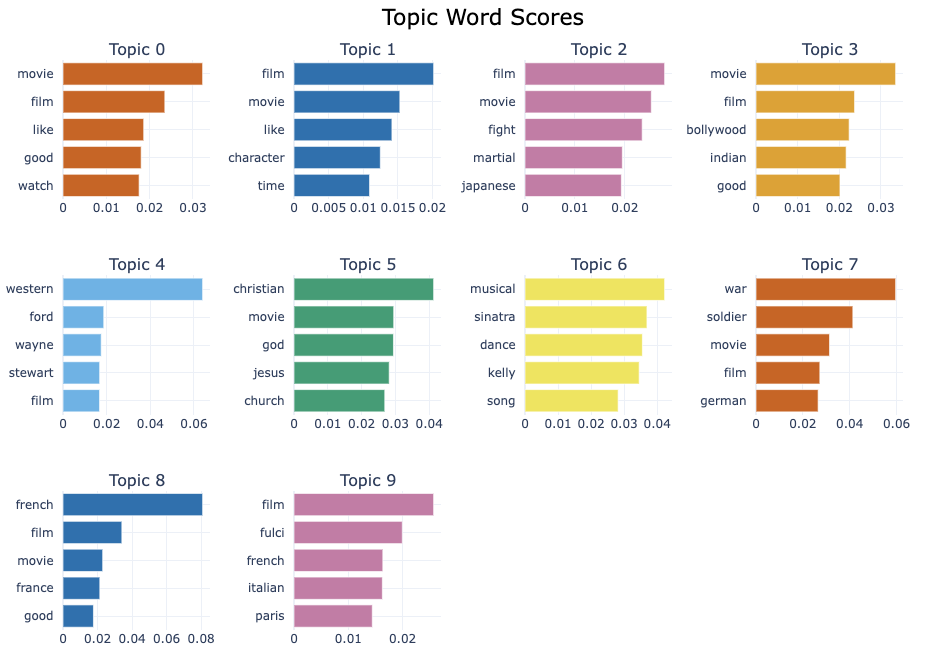 Topic Word Scores
Topic 0
movie
film
like
good
watch
0 0.01 0.02 0.03
Topic 1
film
movie
like
character
time
0 0.005 0.01 0.015 0.02
Topic 2
film
movie
fight
martial
japanese
0 0.01 0.02
Topic 3
movie
film
bollywood
indian
good
0 0.01 0.02 0.03
Topic 4
western
ford
wayne
stewart
film
0 0.02 0.04 0.06
Topic 5
christian
movie
god
jesus
church
0 0.01 0.02 0.03 0.04
Topic 6
musical
sinatra
dance
kelly
song
0 0.01 0.02 0.03 0.04
Topic 7
war
soldier
movie
film
german
0 0.02 0.04 0.06
Topic 8
french
film
movie
france
good
0 0.02 0.04 0.06 0.08
Topic 9
film
fulci
french
italian
paris
0 0.01 0.02